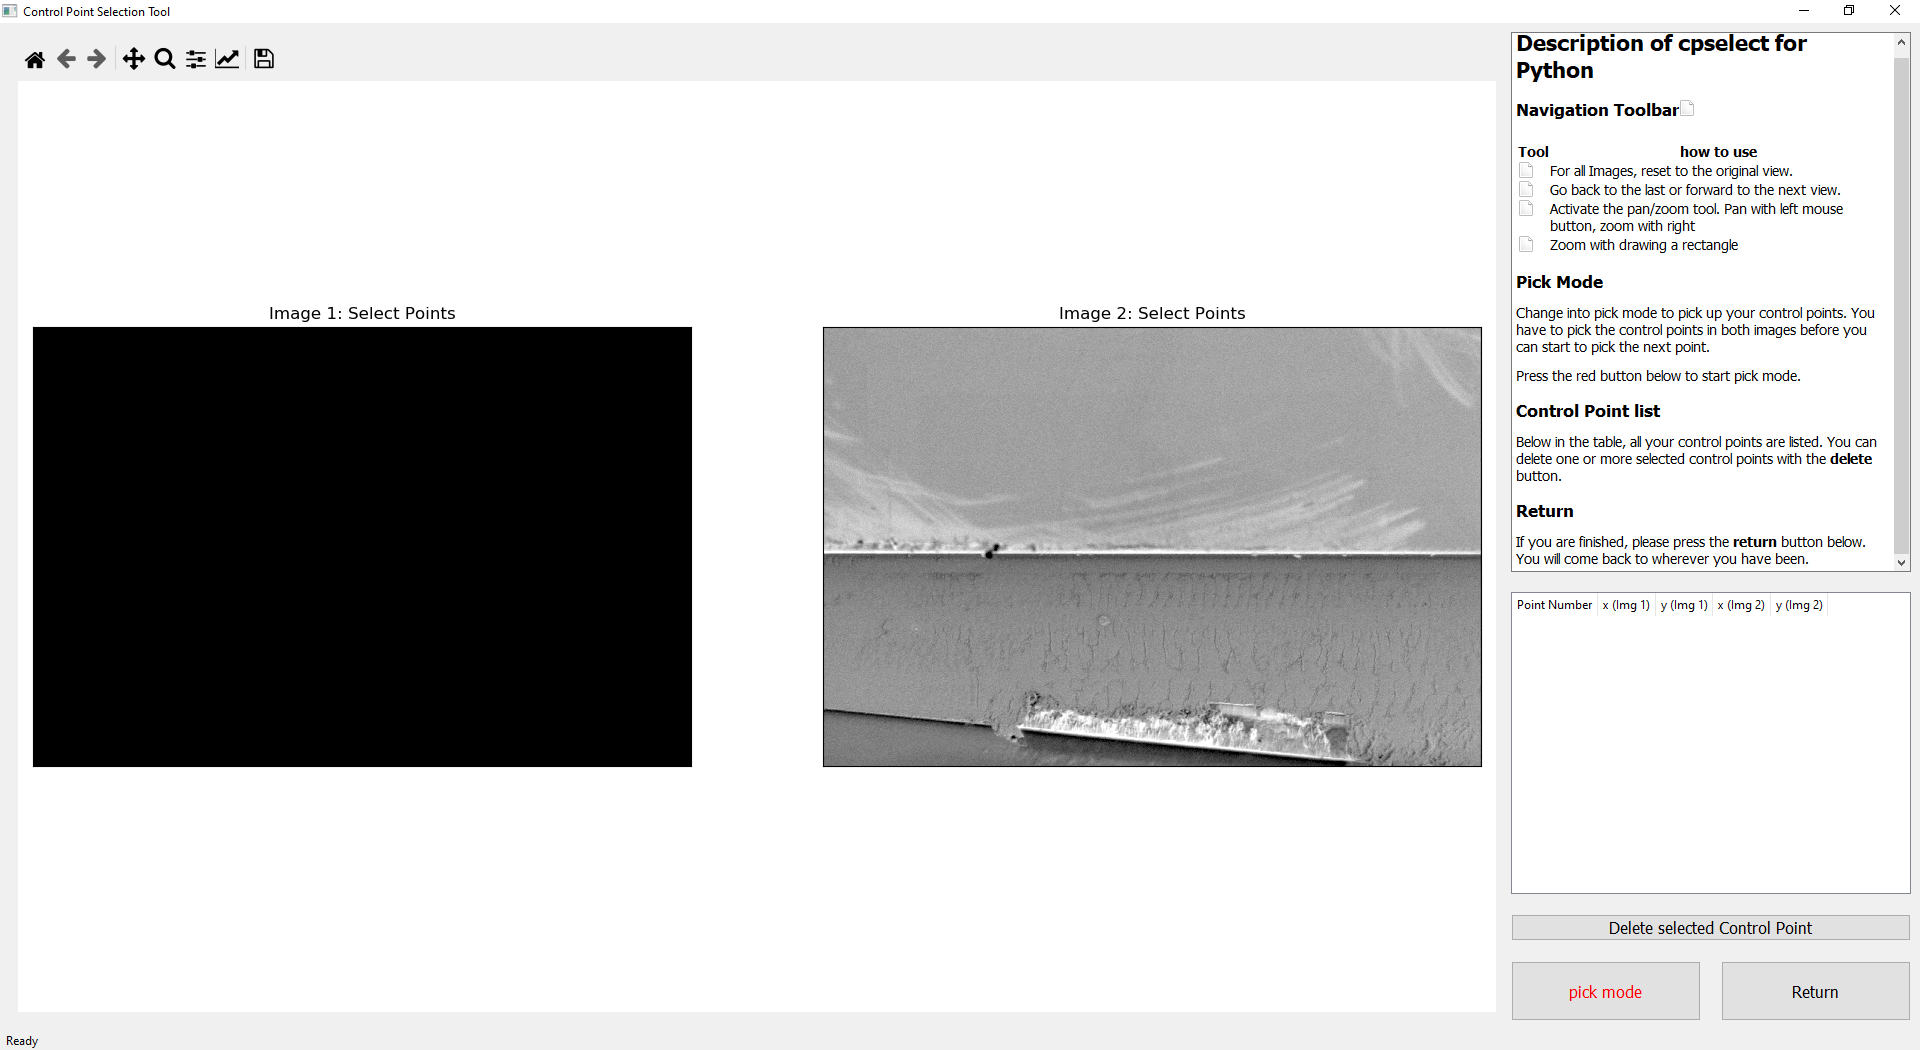 Control Point Selection Tool
Image 1: Select Points
Image 2: Select Points
Description of cpselect for
Python
Navigation Toolbar
Tool how to use
For all Images, reset to the original view.
Go back to the last or forward to the next view.
Activate the pan/zoom tool. Pan with left mouse
button, zoom with right
Zoom with drawing a rectangle
Pick Mode
Change into pick mode to pick up your control points. You
have to pick the control points in both images before you
can start to pick the next point.
Press the red button below to start pick mode.
Control Point list
Below in the table, all your control points are listed. You can
delete one or more selected control points with the delete
button.
Return
If you are finished, please press the return button below.
You will come back to wherever you have been.
Point Number x (Img 1) y (Img 1) x (Img 2) y (Img 2)
Delete selected Control Point
pick mode Return
Ready